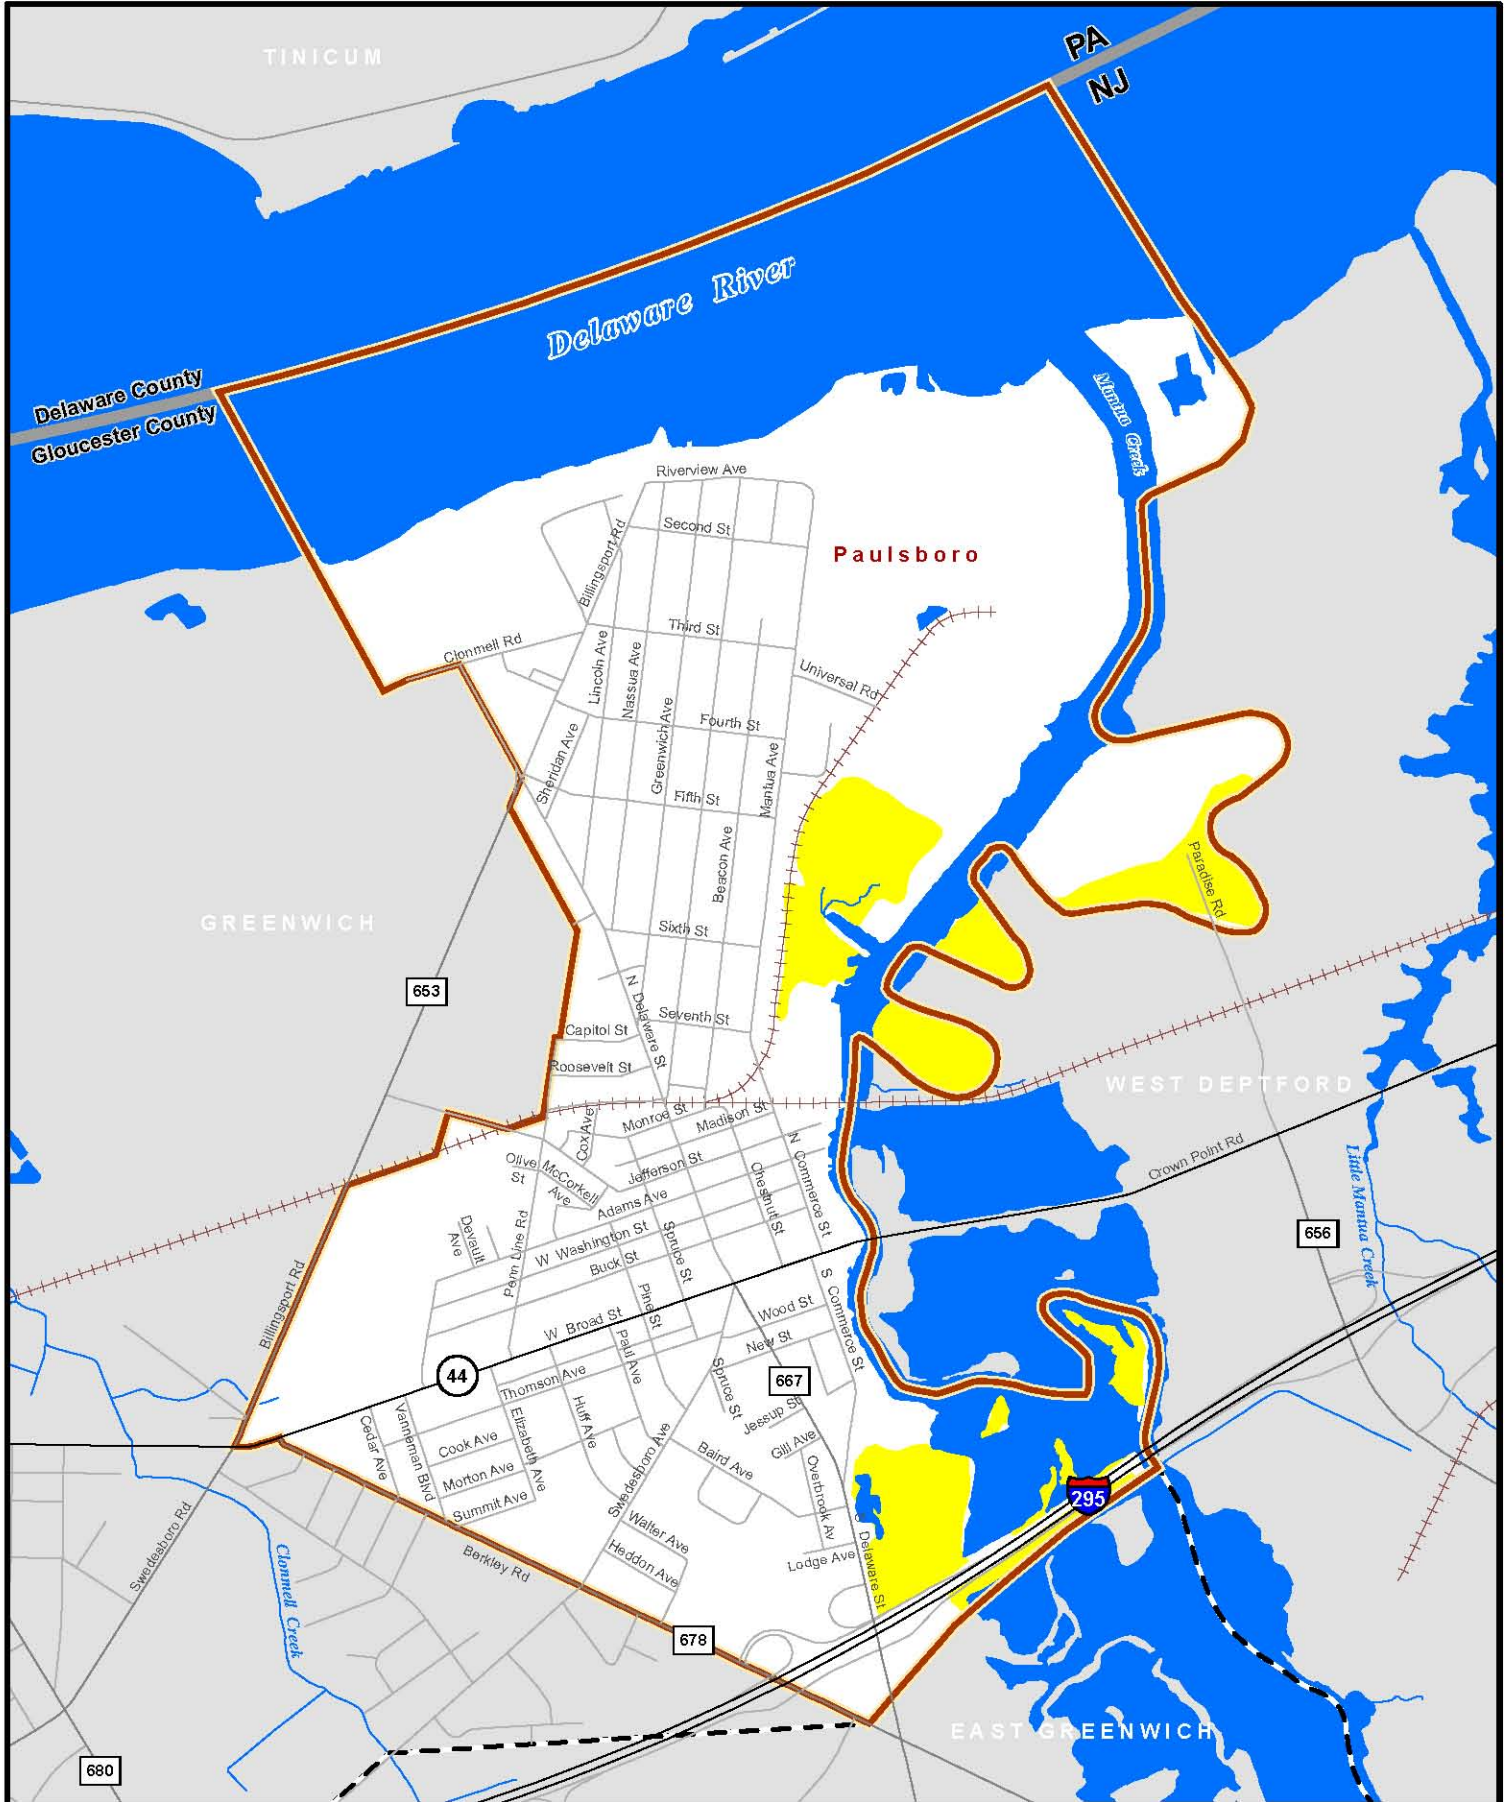 TINICUM
PA
NJ
Delaware River
Delaware County
Gloucester County
Mantua Creek
Riverview Ave
Second St
Billingsport Rd
Paulsboro
Third St
Clonmell Rd
Lincoln Ave
Nassua Ave
Universal Rd
Greenwich Ave
Fourth St
Sheridan Ave
Mantua Ave
Fifth St
Beacon Ave
Paradise Rd
GREENWICH
Sixth St
653
N Delaware St
Seventh St
Capitol St
Roosevelt St
WEST DEPTFORD
Monroe St
Madison St
Cox Ave
N Commerce St
Crown Point Rd
Olive St
McCorkell Ave
Jefferson St
Chestnut St
Little Mantua Creek
Adams Ave
Devault Ave
Penn Line Rd
W Washington St
Spruce St
656
Buck St
Billingsport Rd
Pine St
S Commerce St
Wood St
W Broad St
New St
Paul Ave
44
Thomson Ave
667
Spruce St
Cedar Ave
Vanneman Blvd
Elizabeth Ave
Huff Ave
Jessup St
Cook Ave
Gill Ave
Swedesboro Ave
Baird Ave
Morton Ave
Overbrook Av
Summit Ave
295
Swedesboro Rd
Walter Ave
Clonmell Creek
Berkley Rd
Heddon Ave
Lodge Ave
S Delaware St
678
EAST GREENWICH
680